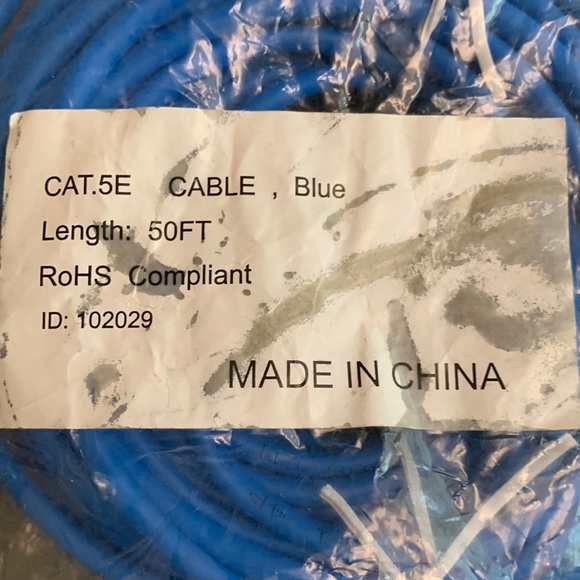 CAT.5E CABLE , Blue
Length: 50FT
RoHS Compliant
ID: 102029
MADE IN CHINA